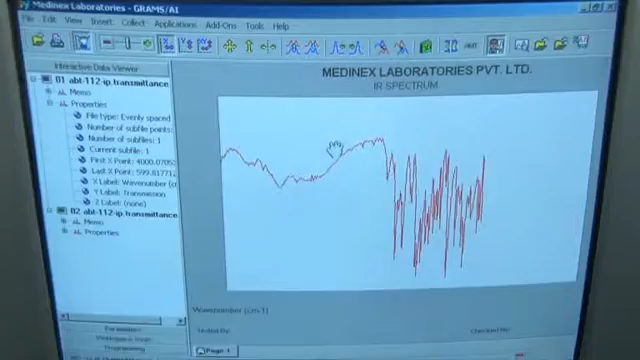 Medinex Laboratories - GRAMS/AI
File Edit View Insert Collect Applications Add-Ons Tools Help
Interactive Data Viewer
01 abt-112-ip.transmittance
Memo
Properties
File type: Evenly spaced
Number of subfile points:
Number of subfiles: 1
Current subfile: 1
First X Point: 4000.0705
Last X Point: 599.817712
X Label: Wavenumber (cm
Y Label: Transmission
Z Label: (none)
02 abt-112-ip.transmittance
Memo
Properties
MEDINEX LABORATORIES PVT. LTD.
IR SPECTRUM
Wavenumber (cm-1)
Tested By:
Checked By:
Page 1